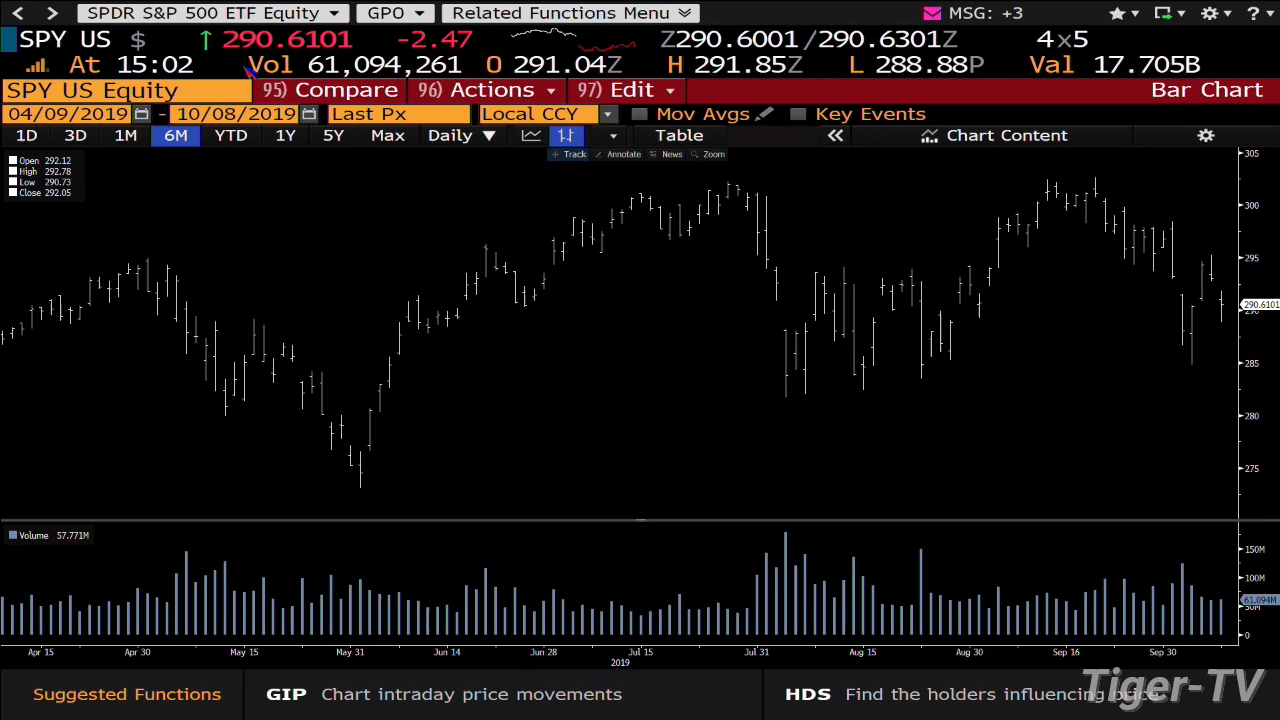 SPDR S&P 500 ETF Equity GPO Related Functions Menu MSG: +3 ?
SPY US $ ↑ 290.6101 -2.47 Z290.6001/290.6301Z 4x5
At 15:02 Vol 61,094,261 O 291.04Z H 291.85Z L 288.88P Val 17.705B
SPY US Equity 95) Compare 96) Actions 97) Edit Bar Chart
04/09/2019 - 10/08/2019 Last Px Local CCY Mov Avgs Key Events
1D 3D 1M 6M YTD 1Y 5Y Max Daily Table Chart Content
Track Annotate News Zoom
Open 292.12
High 292.78
Low 290.73
Close 292.05
305
300
295
290.6101
290
285
280
275
Volume 57.771M
150M
100M
61.094M
50M
0
Apr 15 Apr 30 May 15 May 31 Jun 14 Jun 28 Jul 15 Jul 31 Aug 15 Aug 30 Sep 16 Sep 30
2019
Suggested Functions GIP Chart intraday price movements HDS Find the holders influencing price
Tiger-TV